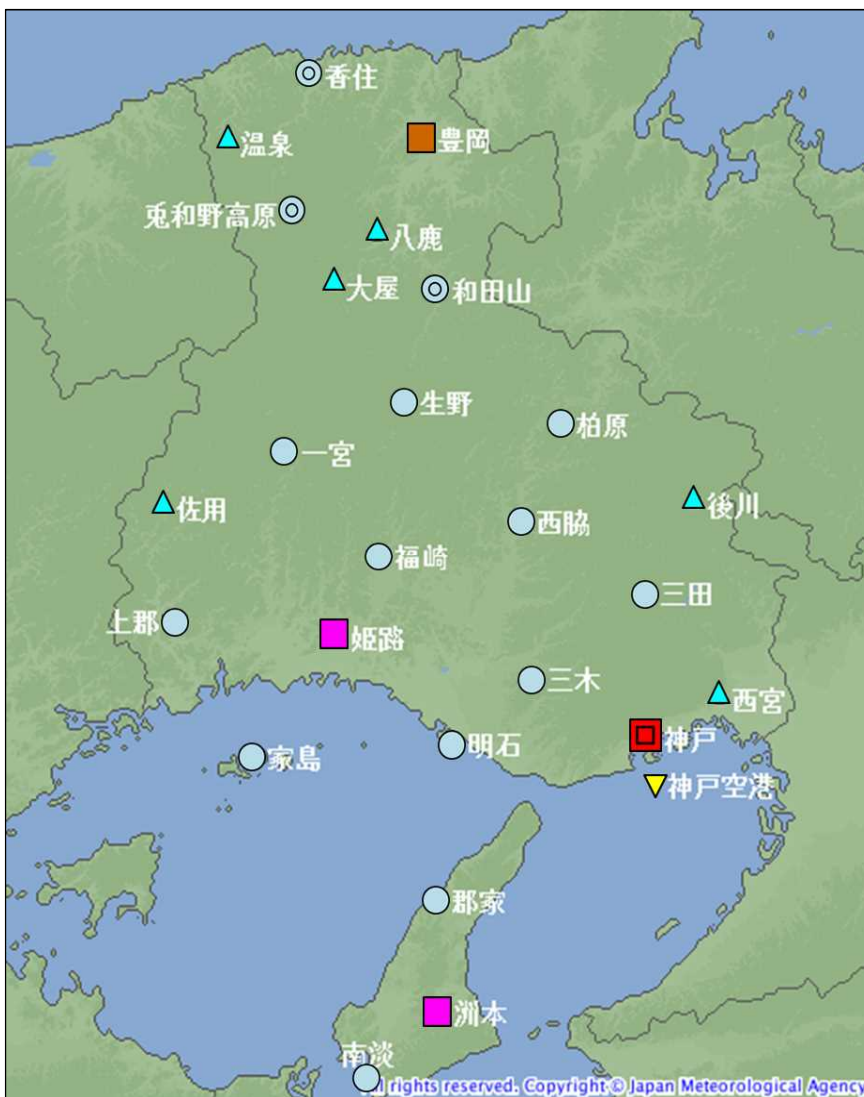 香住
温泉
豊岡
兎和野高原
八鹿
大屋
和田山
生野
柏原
一宮
佐用
後川
西脇
福崎
三田
上郡
姫路
三木
西宮
神戸
明石
家島
神戸空港
郡家
洲本
南淡
All rights reserved. Copyright © Japan Meteorological Agency